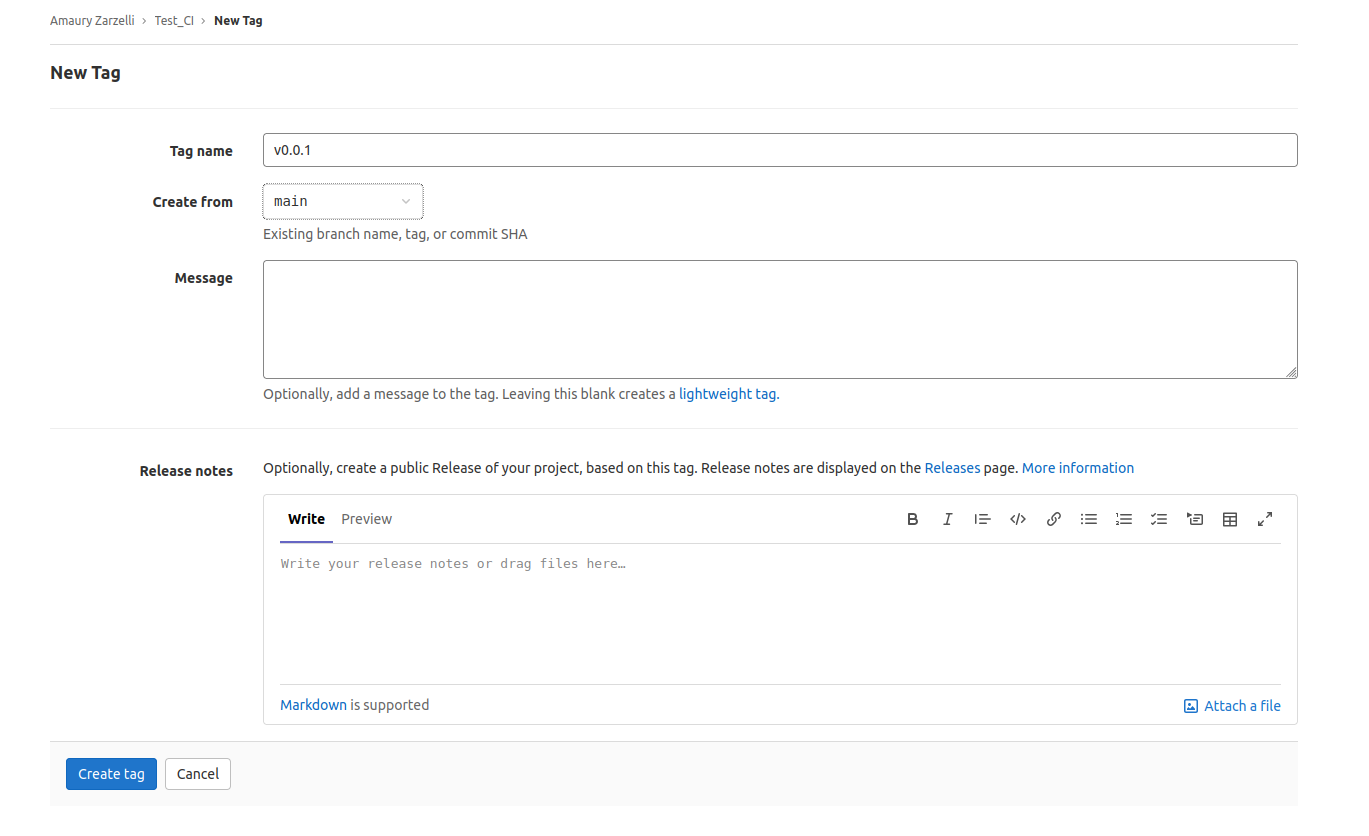 Amaury Zarzelli › Test_CI › New Tag
New Tag
Tag name
v0.0.1
Create from
main
Existing branch name, tag, or commit SHA
Message
Optionally, add a message to the tag. Leaving this blank creates a lightweight tag.
Release notes
Optionally, create a public Release of your project, based on this tag. Release notes are displayed on the Releases page. More information
Write Preview
Write your release notes or drag files here…
Markdown is supported
Attach a file
Create tag Cancel